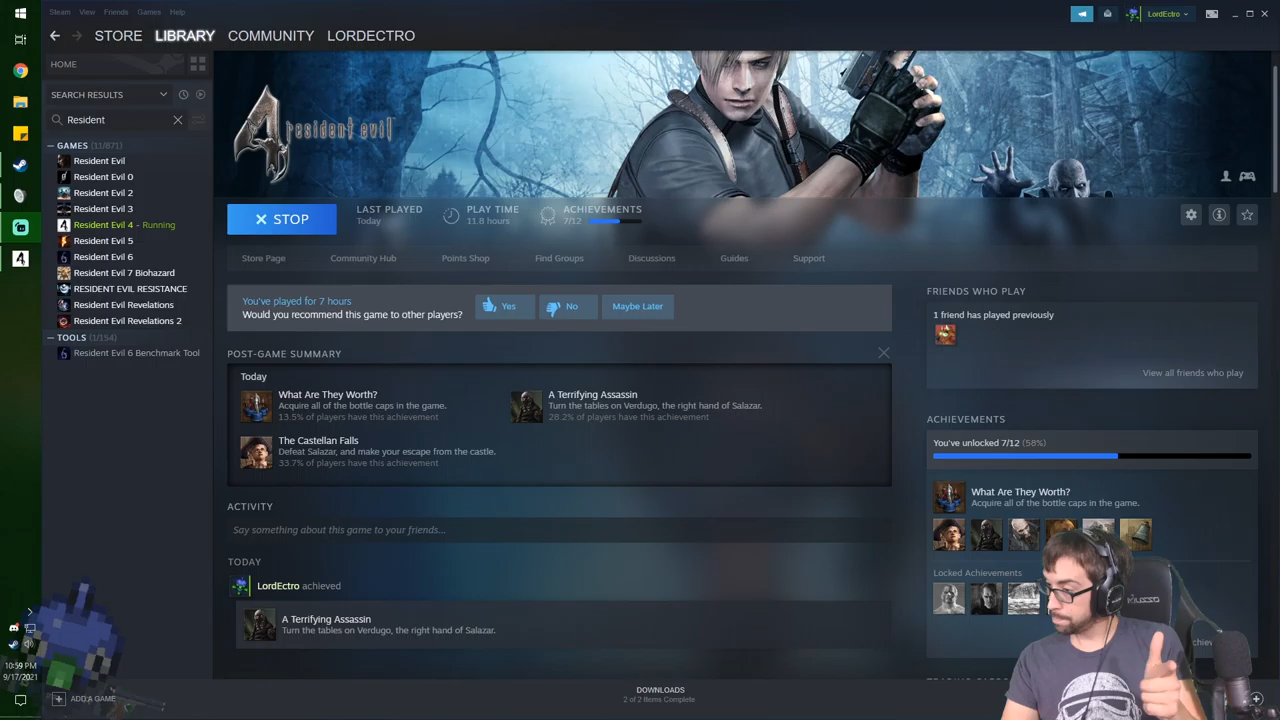 Steam View Friends Games Help
LordEctro
STORE LIBRARY COMMUNITY LORDECTRO
HOME
SEARCH RESULTS
Resident
GAMES (11/871)
Resident Evil
Resident Evil 0
Resident Evil 2
Resident Evil 3
Resident Evil 4 - Running
Resident Evil 5
Resident Evil 6
Resident Evil 7 Biohazard
RESIDENT EVIL RESISTANCE
Resident Evil Revelations
Resident Evil Revelations 2
TOOLS (1/154)
Resident Evil 6 Benchmark Tool
4 resident evil
STOP
LAST PLAYED
Today
PLAY TIME
11.8 hours
ACHIEVEMENTS
7/12
Store Page Community Hub Points Shop Find Groups Discussions Guides Support
You've played for 7 hours
Would you recommend this game to other players?
Yes No Maybe Later
POST-GAME SUMMARY
Today
What Are They Worth?
Acquire all of the bottle caps in the game.
13.5% of players have this achievement
A Terrifying Assassin
Turn the tables on Verdugo, the right hand of Salazar.
28.2% of players have this achievement
The Castellan Falls
Defeat Salazar, and make your escape from the castle.
33.7% of players have this achievement
ACTIVITY
Say something about this game to your friends...
TODAY
LordEctro achieved
A Terrifying Assassin
Turn the tables on Verdugo, the right hand of Salazar.
FRIENDS WHO PLAY
1 friend has played previously
View all friends who play
ACHIEVEMENTS
You've unlocked 7/12 (58%)
What Are They Worth?
Acquire all of the bottle caps in the game.
Locked Achievements
10:59 PM
9/17/2021
ADD A GAME
DOWNLOADS
2 of 2 Items Complete